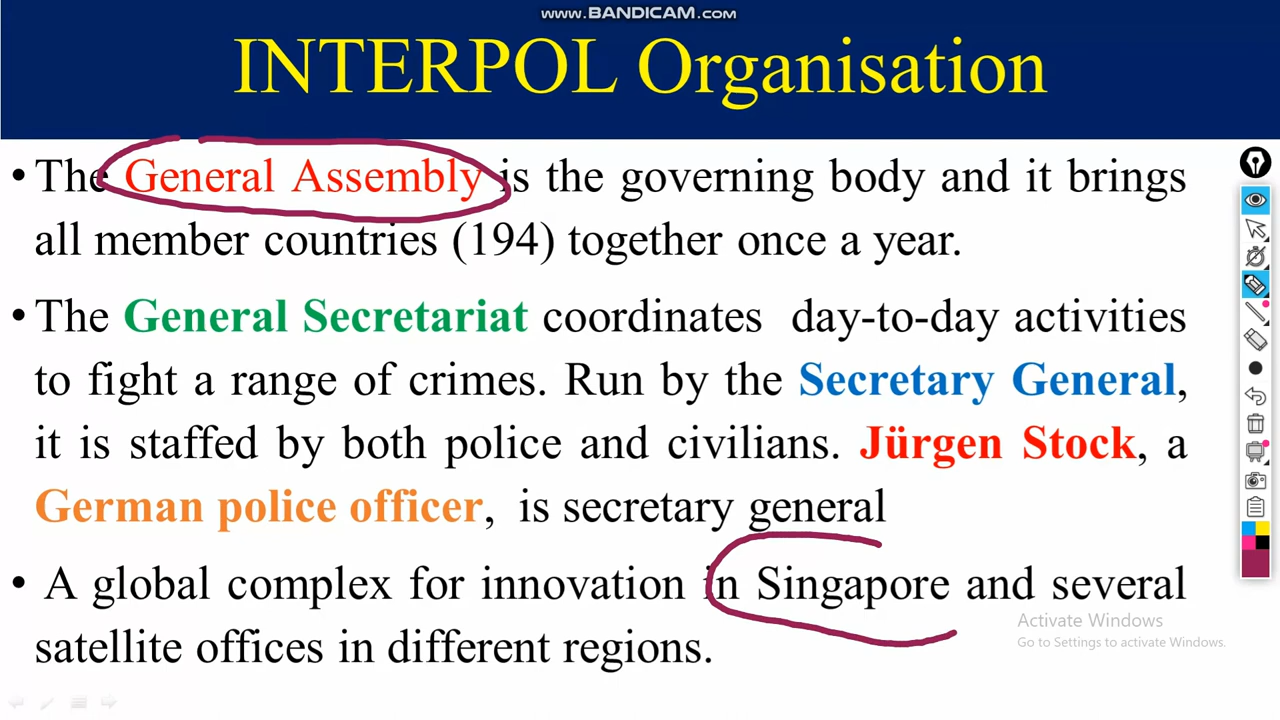 WWW.BANDICAM.COM
INTERPOL Organisation
• The General Assembly is the governing body and it brings
all member countries (194) together once a year.
• The General Secretariat coordinates day-to-day activities
to fight a range of crimes. Run by the Secretary General,
it is staffed by both police and civilians. Jürgen Stock, a
German police officer, is secretary general
• A global complex for innovation in Singapore and several
satellite offices in different regions.
Activate Windows
Go to Settings to activate Windows.